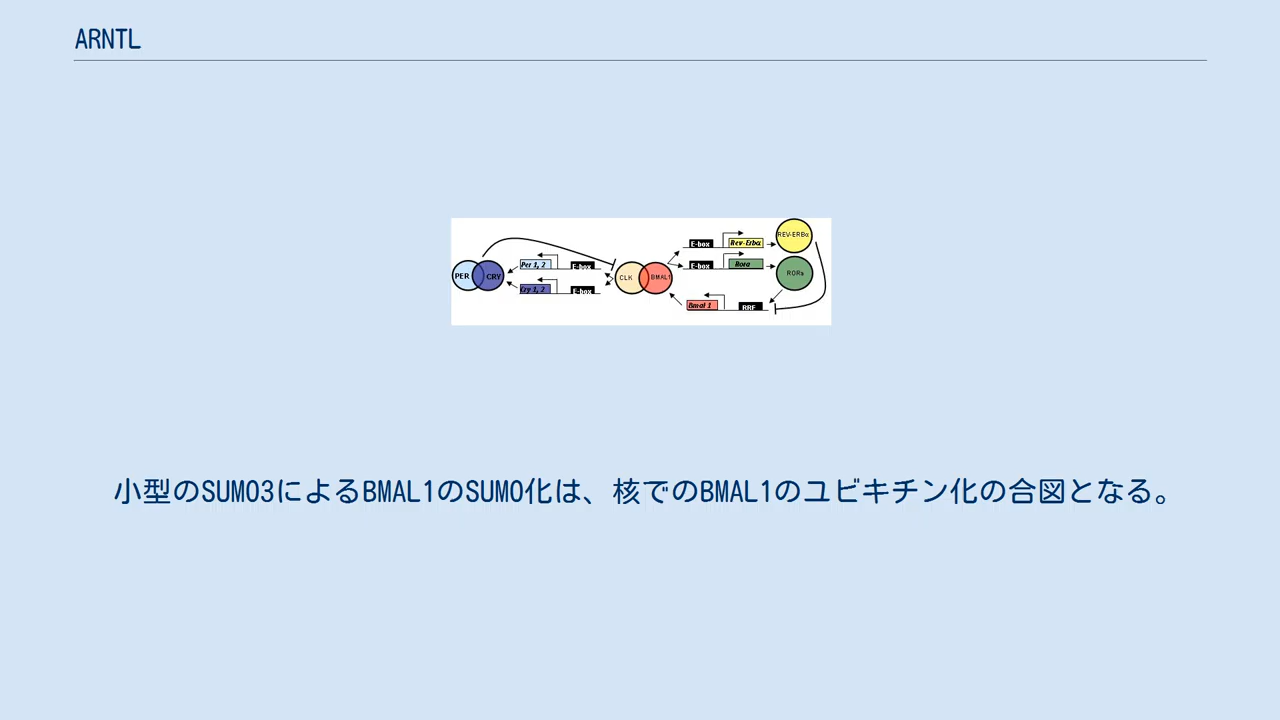 ARNTL
REV-ERBα
E-box Rev-Erbα
Per 1, 2 E-box
E-box Rora
PER CRY
CLK BMAL1
RORa
Cry 1, 2 E-box
Bmal 1 RRE
小型のSUMO3によるBMAL1のSUMO化は、核でのBMAL1のユビキチン化の合図となる。